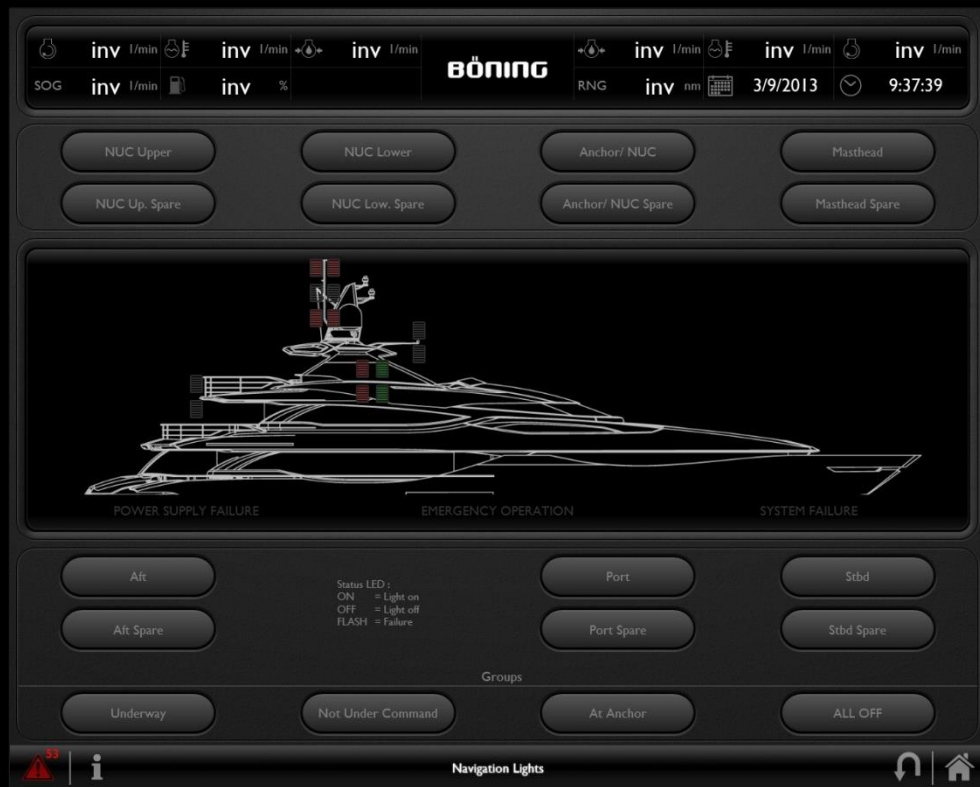 inv l/min inv l/min inv l/min BÖNING inv l/min inv l/min inv l/min
SOG inv l/min inv % RNG inv nm 3/9/2013 9:37:39
NUC Upper NUC Lower Anchor/ NUC Masthead
NUC Up. Spare NUC Low. Spare Anchor/ NUC Spare Masthead Spare
POWER SUPPLY FAILURE EMERGENCY OPERATION SYSTEM FAILURE
Aft Port Stbd
Status LED :
ON = Light on
OFF = Light off
FLASH = Failure
Aft Spare Port Spare Stbd Spare
Groups
Underway Not Under Command At Anchor ALL OFF
53 i Navigation Lights